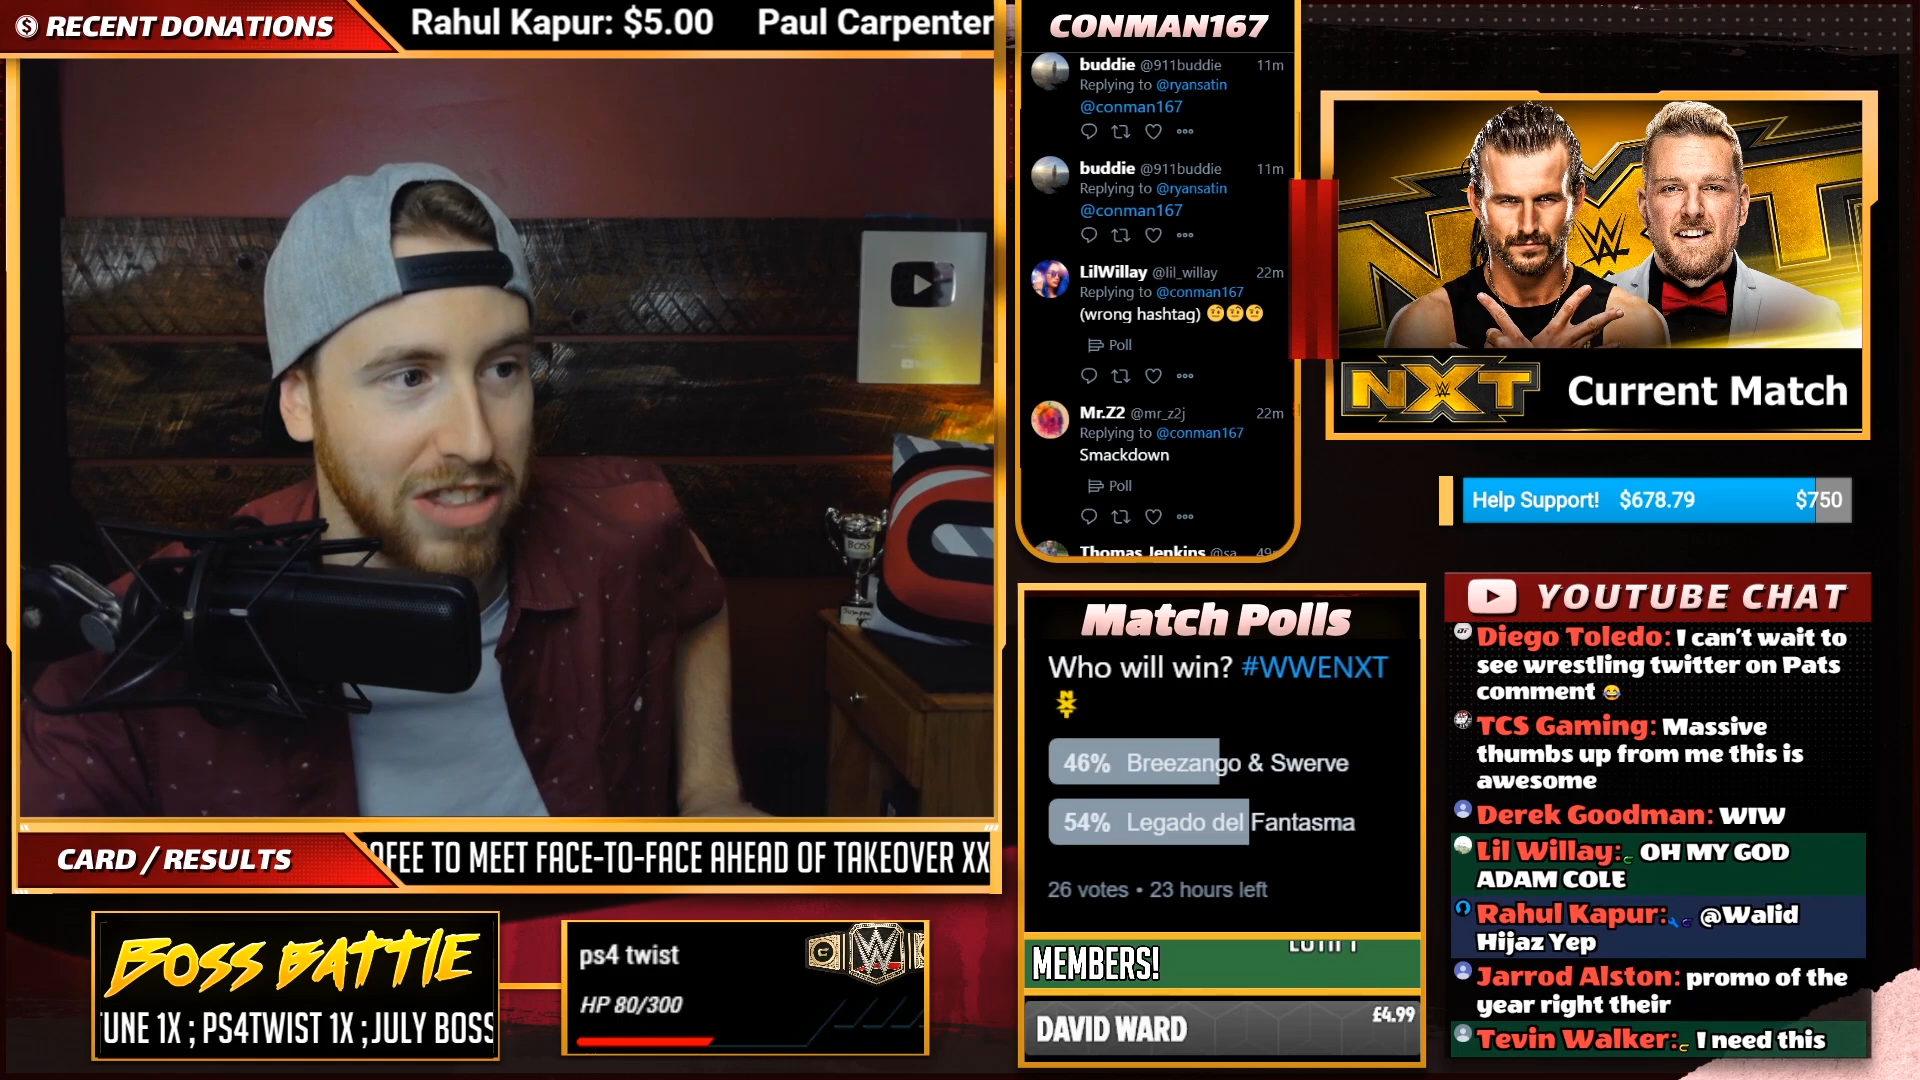 RECENT DONATIONS
Rahul Kapur: $5.00 Paul Carpenter
BOSS
CARD / RESULTS
TO MEET FACE-TO-FACE AHEAD OF TAKEOVER XX
BOSS BATTLE
UNE 1X ; PS4TWIST 1X ; JULY BOSS
ps4 twist
HP 80/300
CONMAN167
buddie @911buddie 11m
Replying to @ryansatin
@conman167
buddie @911buddie 11m
Replying to @ryansatin
@conman167
LilWillay @lil_willay 22m
Replying to @conman167
(wrong hashtag) 🤨🤨🤨
Poll
Mr.Z2 @mr_z2j 22m
Replying to @conman167
Smackdown
Poll
Thomas Jenkins @sa
Match Polls
Who will win? #WWENXT
46% Breezango & Swerve
54% Legado del Fantasma
26 votes • 23 hours left
MEMBERS!
DAVID WARD £4.99
NXT
NXT Current Match
Help Support! $678.79 $750
YOUTUBE CHAT
Diego Toledo: I can't wait to
see wrestling twitter on Pats
comment 😂
TCS Gaming: Massive
thumbs up from me this is
awesome
Derek Goodman: WIW
Lil Willay: OH MY GOD
ADAM COLE
Rahul Kapur: @Walid
Hijaz Yep
Jarrod Alston: promo of the
year right their
Tevin Walker: I need this